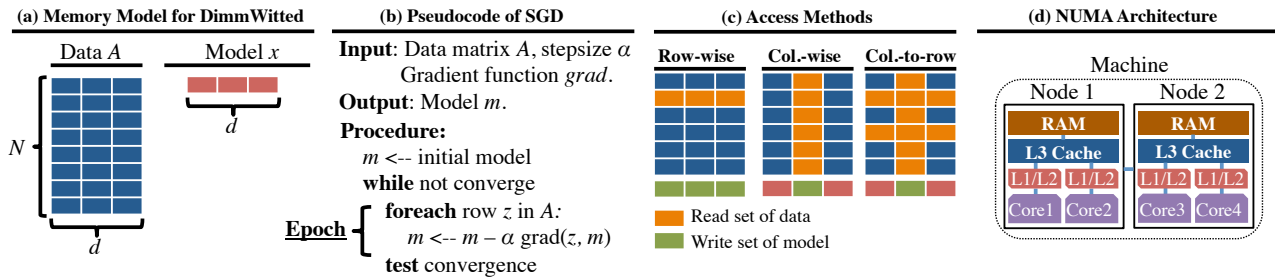 (a) Memory Model for DimmWitted
Data A
Model x
N
d
d
(b) Pseudocode of SGD
Input: Data matrix A, stepsize α
Gradient function grad.
Output: Model m.
Procedure:
m <-- initial model
while not converge
foreach row z in A:
Epoch
m <-- m – α grad(z, m)
test convergence
(c) Access Methods
Row-wise
Col.-wise
Col.-to-row
Read set of data
Write set of model
(d) NUMA Architecture
Machine
Node 1
Node 2
RAM
RAM
L3 Cache
L3 Cache
L1/L2
L1/L2
L1/L2
L1/L2
Core1
Core2
Core3
Core4